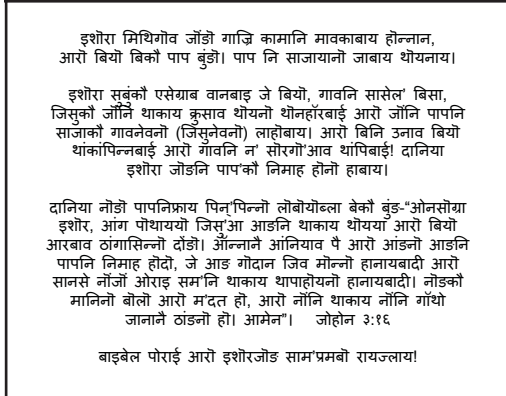 इशॊरा मिथिगॊव जॊंङॊ गाज्रि कामानि मावकाबाय हॊन्नान,
आरॊ बियॊ बिकॊ पाप बुंङॊ। पाप नि साजायानॊ जाबाय थॊयनाय।
इशॊरा सुबुंकौ एसेग्राब वानबाइ जे बियॊ, गावनि सासेल' बिसा,
जिसुकौ जॊंनि थाकाय क्रुसाव थॊयनॊ थॊनहॉरबाई आरॊ जॊंनि पापनि
साजाकौ गावनेवनॊ (जिसुनेवनॊ) लाहॊबाय। आरॊ बिनि उनाव बियॊ
थांकांपिन्नबाई आरॊ गावनि न' सॊरगॊ'आव थांपिबाई! दानिया
इशॊरा जॊङनि पाप'कौ निमाह हॊनॊ हाबाय।
दानिया नॊङॊ पापनिफ्राय पिन्'पिन्नॊ लॊबॊयॊब्ला बेकौ बुंङ-"ओनसॊग्रा
इशॊर, आंग पॊथाययॊ जिसु'आ आङनि थाकाय थॊयया आरॊ बियॊ
आरबाव ठांगासिन्नॊ दोंङॊ। ऑन्नानै आंनियाव पै आरॊ आंङनॊ आङनि
पापनि निमाह हॊदॊ, जे आङ गॊदान जिव मॊन्नॊ हानायबादी आरॊ
सानसे नॊंजॊं ओराइ सम'नि थाकाय थापाहॊयनॊ हानायबादी। नॊङकौ
मानिनॊ बॊलॊ आरॊ म'दत हॊ, आरॊ नॊंनि थाकाय नॊंनि गॉथॊ
जानानै ठांङनॊ हॊ। आमेन"। जोहोन ३:१६
बाइबेल पोराई आरॊ इशॊरजॊङ साम'प्रमबॊ रायज्लाय!